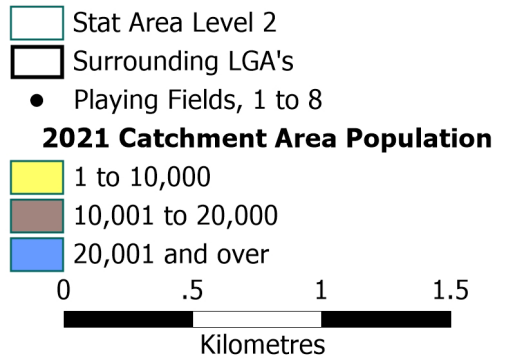 Stat Area Level 2
Surrounding LGA's
Playing Fields, 1 to 8
2021 Catchment Area Population
1 to 10,000
10,001 to 20,000
20,001 and over
0 .5 1 1.5
Kilometres